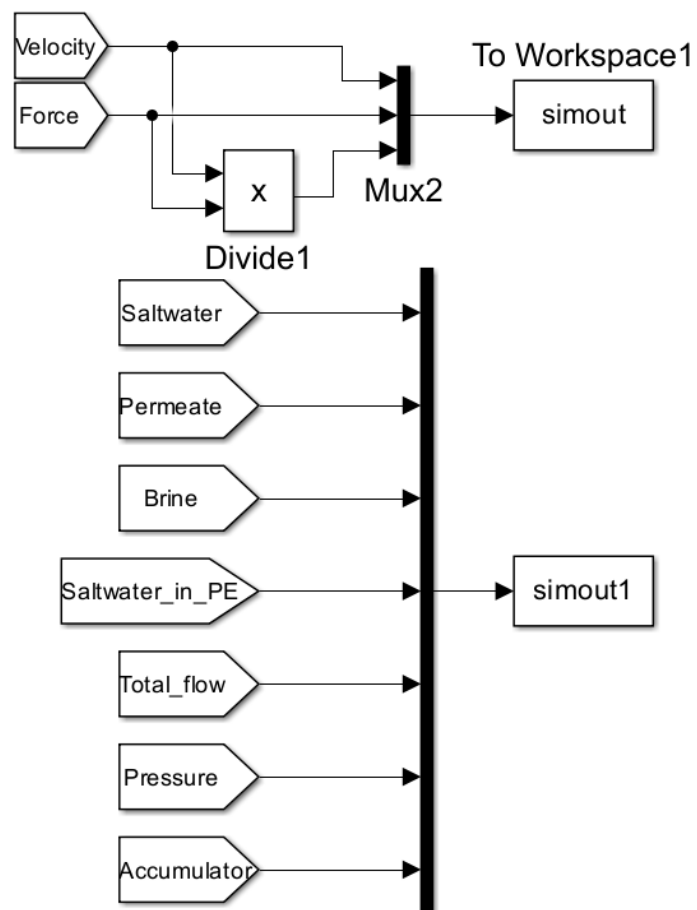 Velocity
To Workspace1
Force
simout
x
Mux2
Divide1
Saltwater
Permeate
Brine
Saltwater_in_PE
simout1
Total_flow
Pressure
Accumulator